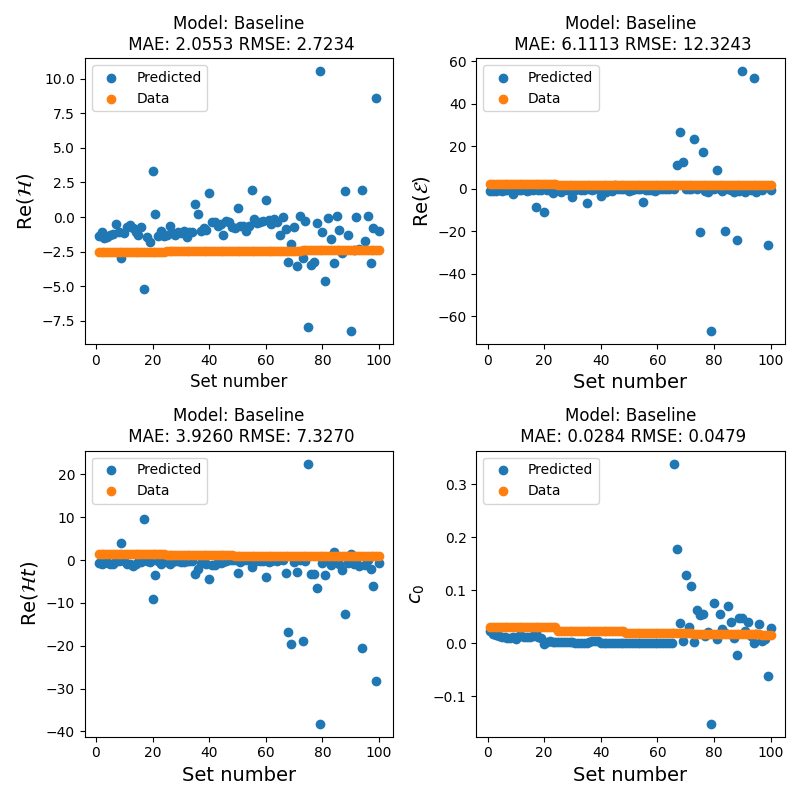 Model: Baseline
MAE: 2.0553 RMSE: 2.7234
Predicted
Data
Re(ℋ)
10.0
7.5
5.0
2.5
0.0
−2.5
−5.0
−7.5
0 20 40 60 80 100
Set number
Model: Baseline
MAE: 6.1113 RMSE: 12.3243
Predicted
Data
Re(ℰ)
60
40
20
0
−20
−40
−60
0 20 40 60 80 100
Set number
Model: Baseline
MAE: 3.9260 RMSE: 7.3270
Predicted
Data
Re(ℋt)
20
10
0
−10
−20
−30
−40
0 20 40 60 80 100
Set number
Model: Baseline
MAE: 0.0284 RMSE: 0.0479
Predicted
Data
c₀
0.3
0.2
0.1
0.0
−0.1
0 20 40 60 80 100
Set number